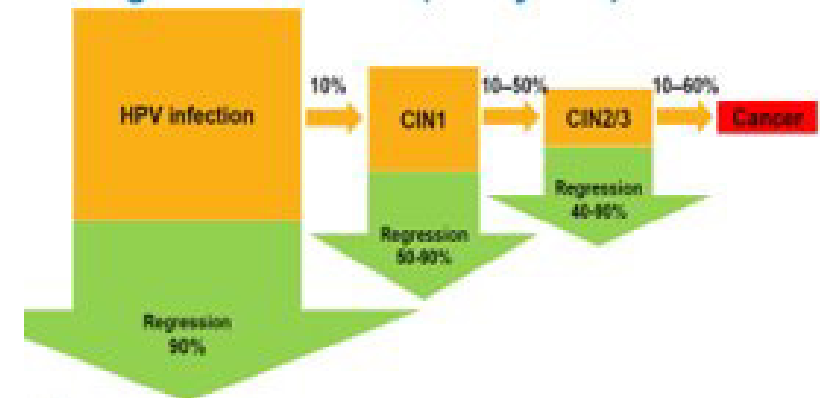 HPV infection
10%
CIN1
10–50%
CIN2/3
10–60%
Cancer
Regression
90%
Regression
50-90%
Regression
40-90%